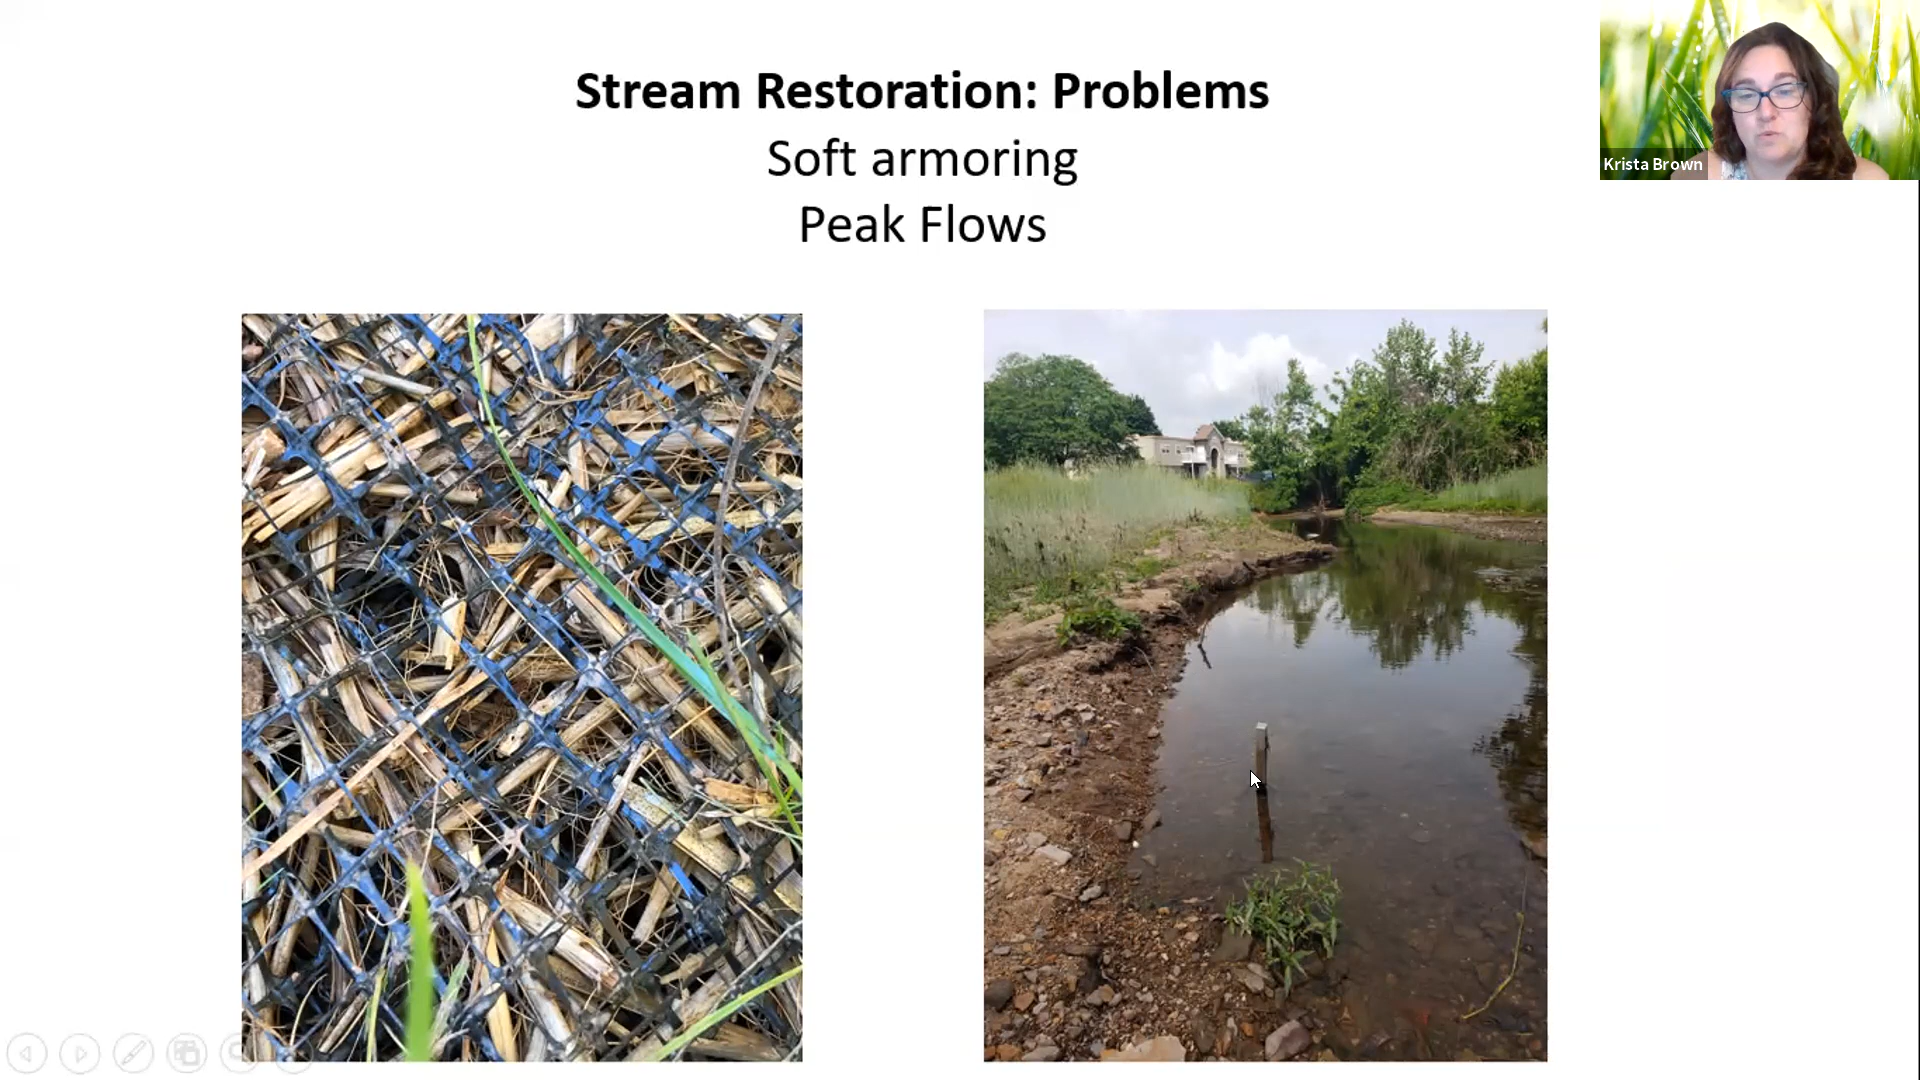 Stream Restoration: Problems
Soft armoring
Peak Flows
Krista Brown